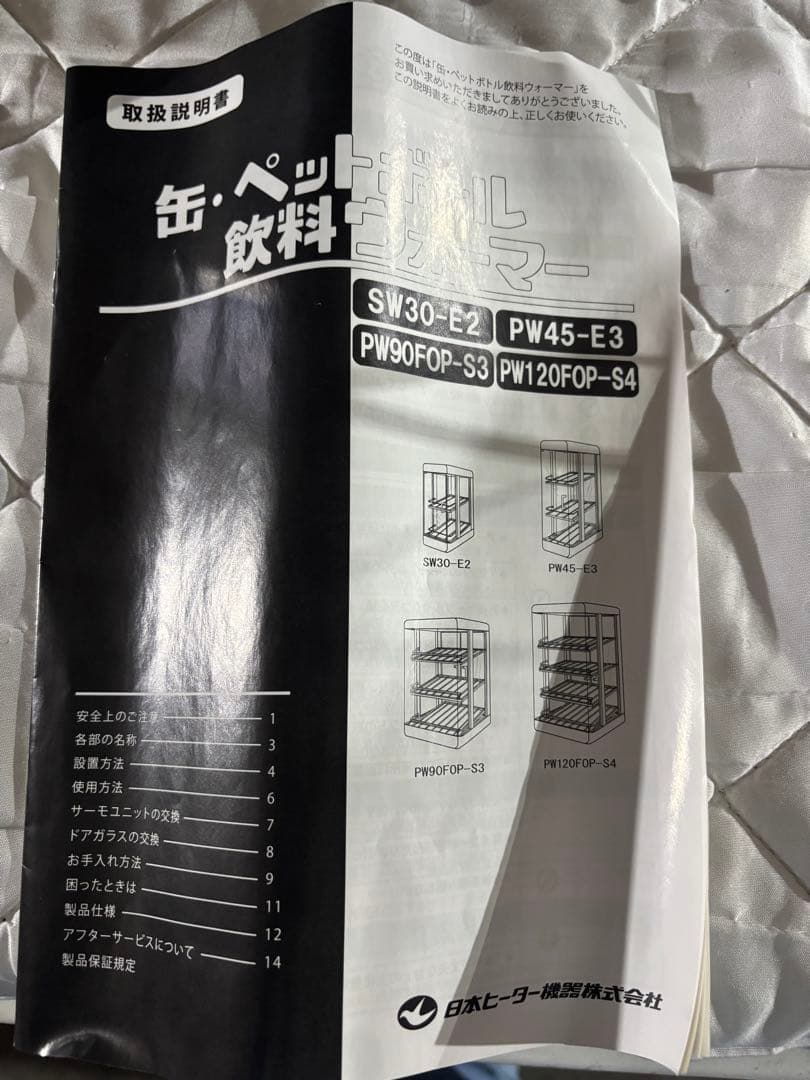 取扱説明書
この度は「缶・ペットボトル飲料ウォーマー」を
お買い求めいただきましてありがとうございました。
この説明書をよくお読みの上、正しくお使いください。
缶・ペットボトル
飲料ウォーマー
SW30-E2 PW45-E3
PW90FOP-S3 PW120FOP-S4
SW30-E2
PW45-E3
PW90FOP-S3
PW120FOP-S4
安全上のご注意 1
各部の名称 3
設置方法 4
使用方法 6
サーモユニットの交換 7
ドアガラスの交換 8
お手入れ方法 9
困ったときは 11
製品仕様 12
アフターサービスについて 14
製品保証規定
日本ヒーター機器株式会社